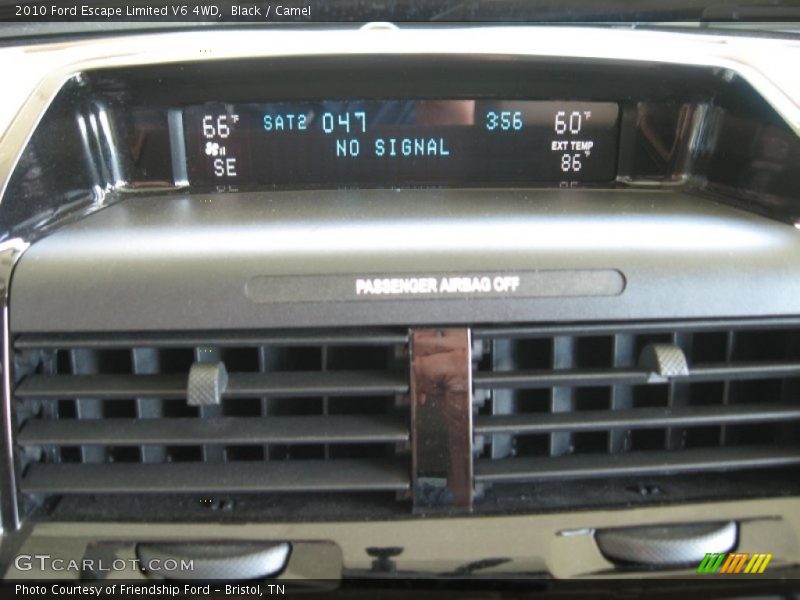 2010 Ford Escape Limited V6 4WD, Black / Camel
66°F SAT2 047 3:56 60°F
NO SIGNAL EXT TEMP
SE 86°F
PASSENGER AIRBAG OFF
GTCARLOT.COM
Photo Courtesy of Friendship Ford - Bristol, TN